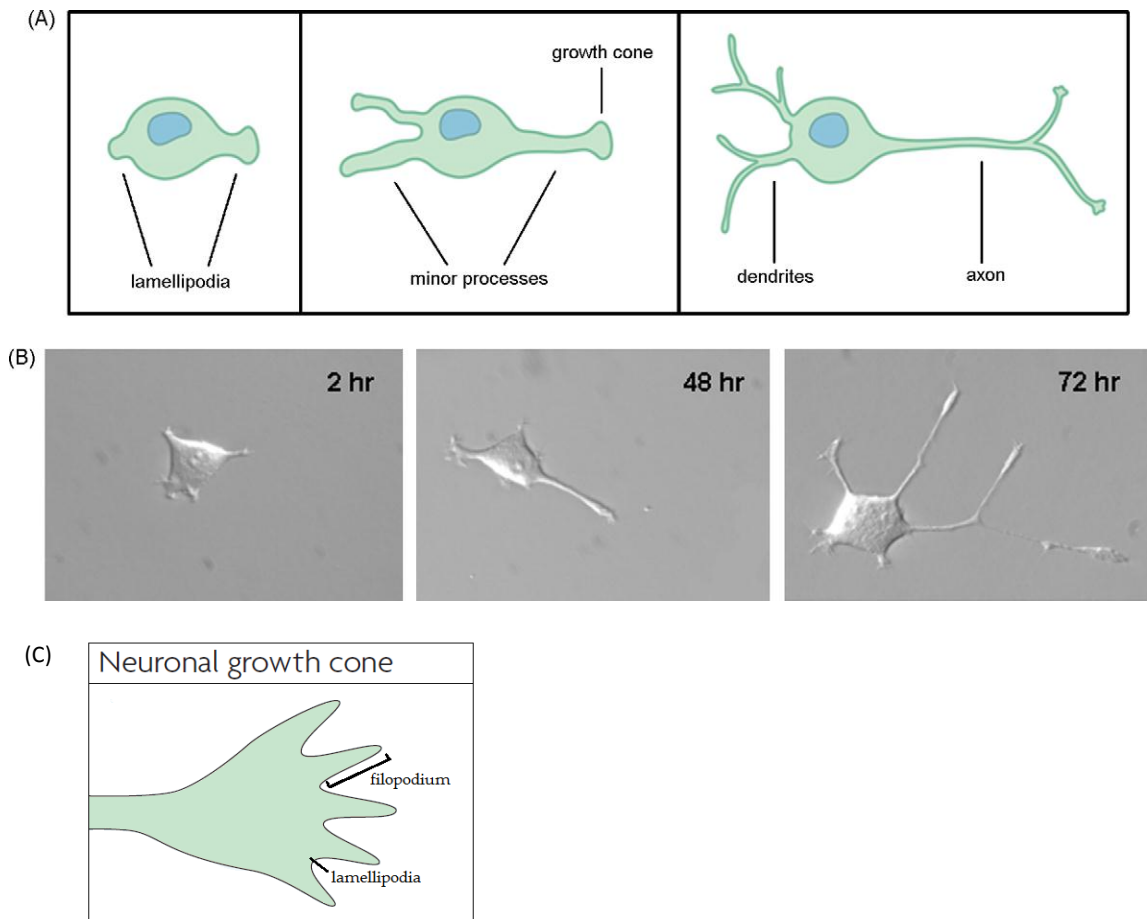 (A)
growth cone
lamellipodia
minor processes
dendrites
axon
(B)
2 hr
48 hr
72 hr
(C)
Neuronal growth cone
filopodium
lamellipodia